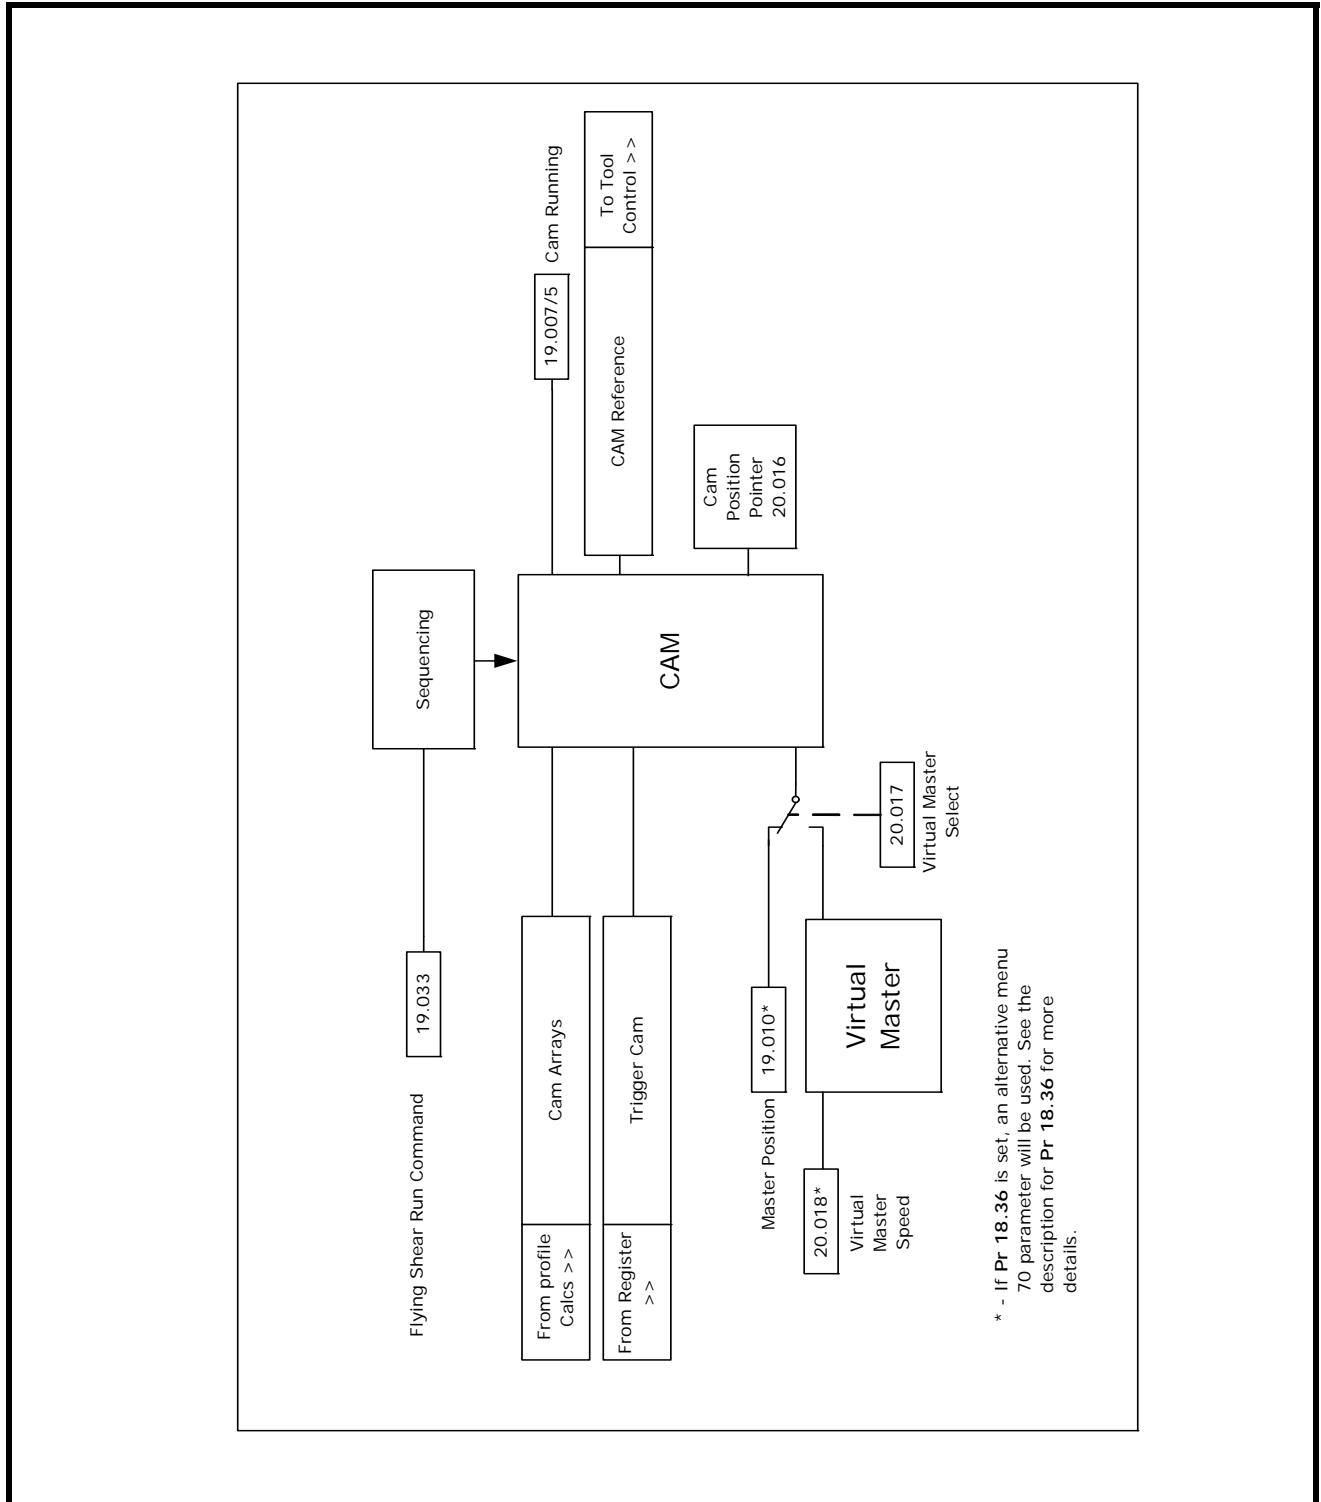 Flying Shear Run Command
19.033
Sequencing
From profile
Calcs >>
Cam Arrays
From Register
>>
Trigger Cam
CAM
19.007/5
Cam Running
CAM Reference
To Tool
Control >>
Cam
Position
Pointer
20.016
Master Position
19.010*
20.018*
Virtual
Master
Speed
Virtual
Master
20.017
Virtual Master
Select
* - If Pr 18.36 is set, an alternative menu
70 parameter will be used. See the
description for Pr 18.36 for more
details.